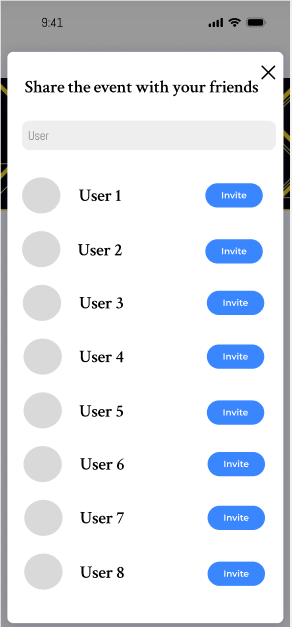 9:41
Share the event with your friends
User
User 1 Invite
User 2 Invite
User 3 Invite
User 4 Invite
User 5 Invite
User 6 Invite
User 7 Invite
User 8 Invite